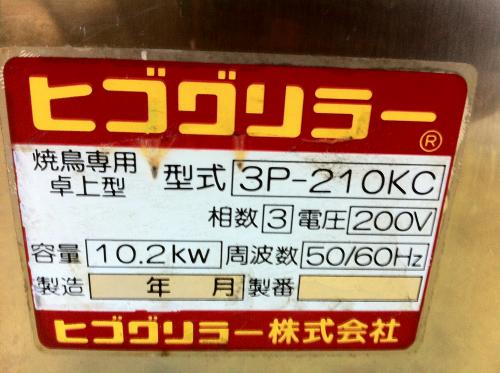 ヒゴグリラー®
焼鳥専用
卓上型
型式 3P-210KC
相数 3 電圧 200V
容量 10.2kw 周波数 50/60Hz
製造 年 月 製番
ヒゴグリラー株式会社